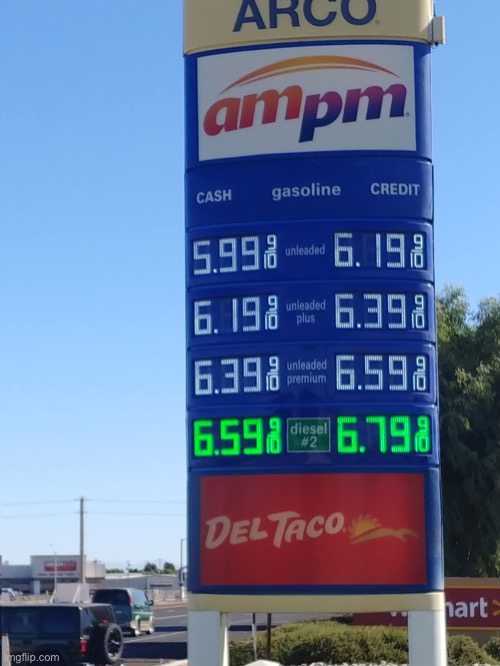 ARCO
ampm
CASH gasoline CREDIT
5.99 9/10 unleaded 6.19 9/10
6.19 9/10 unleaded plus 6.39 9/10
6.39 9/10 unleaded premium 6.59 9/10
6.59 9/10 diesel #2 6.79 9/10
DEL TACO
mart
imgflip.com